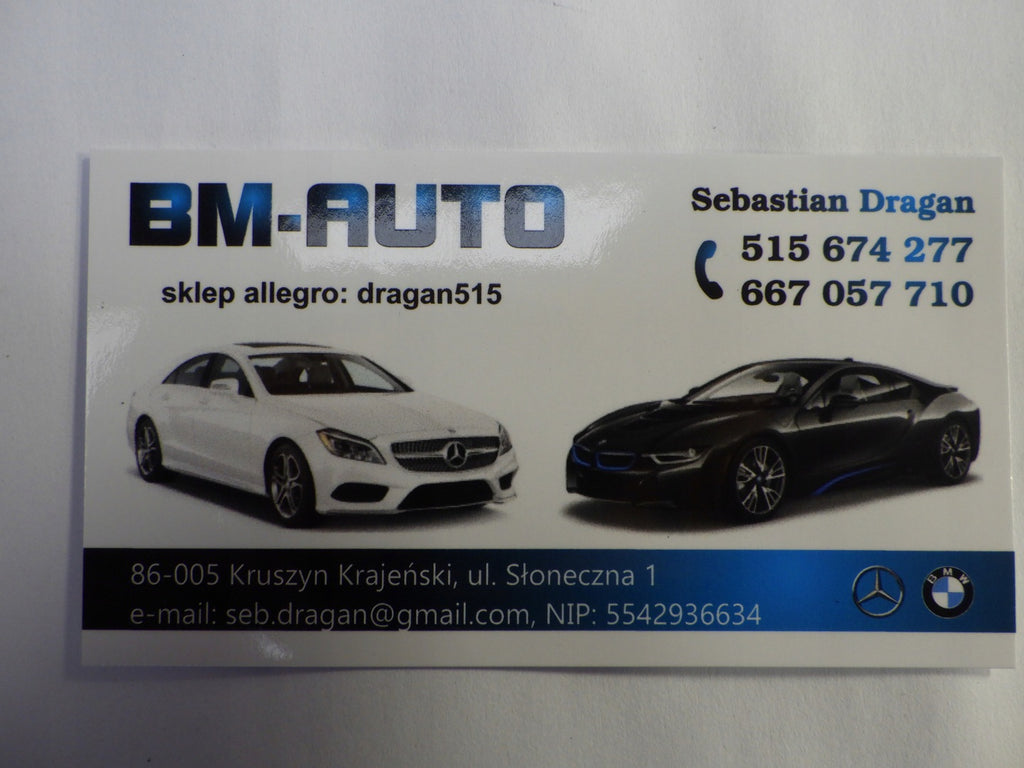 BM-AUTO
sklep allegro: dragan515
Sebastian Dragan
515 674 277
667 057 710
86-005 Kruszyn Krajeński, ul. Słoneczna 1
e-mail: seb.dragan@gmail.com, NIP: 5542936634
BMW